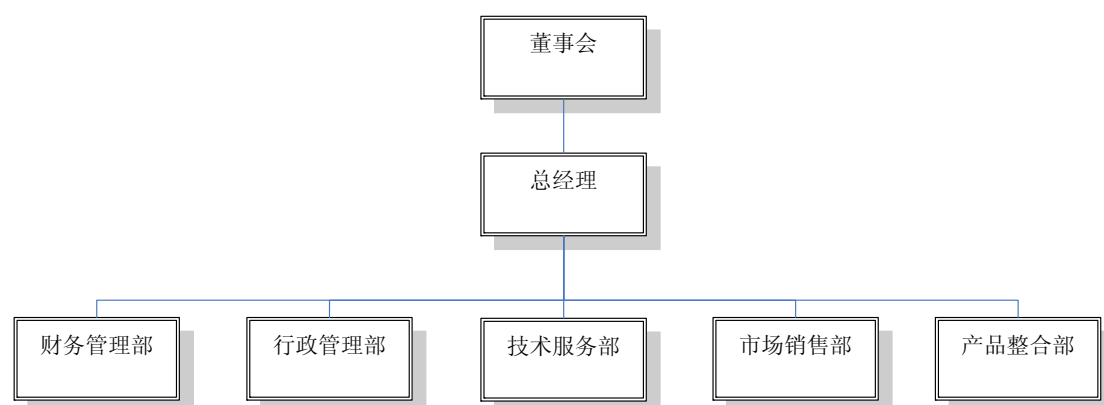 董事会
总经理
财务管理部
行政管理部
技术服务部
市场销售部
产品整合部